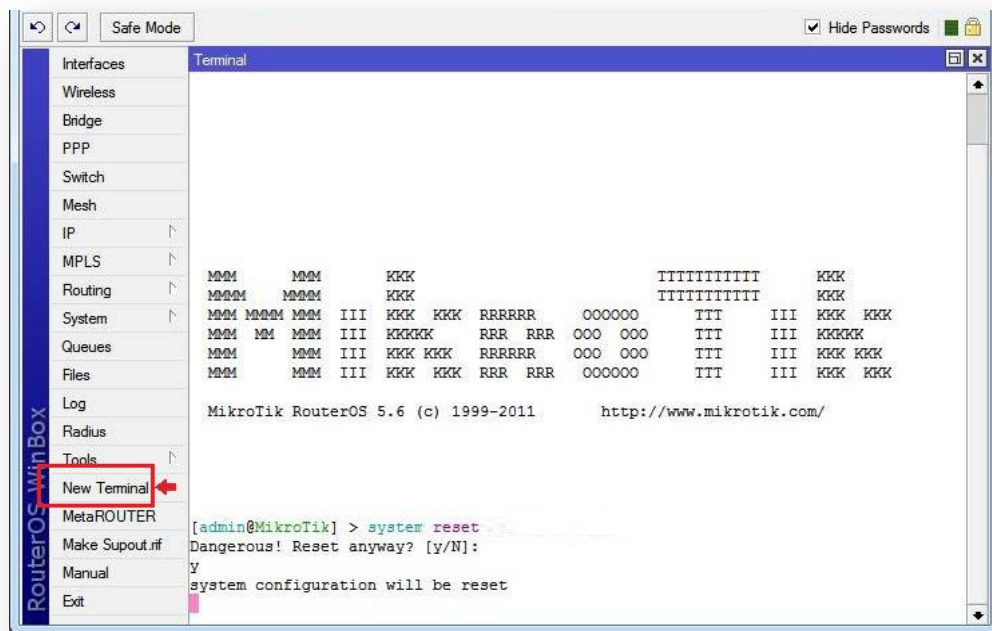 Safe Mode
Hide Passwords
Interfaces
Wireless
Bridge
PPP
Switch
Mesh
IP
MPLS
Routing
System
Queues
Files
Log
Radius
Tools
New Terminal
MetaROUTER
Make Supout.rif
Manual
Exit
RouterOS WinBox
Terminal
MMM      MMM       KKK                          TTTTTTTTTTT      KKK
MMMM    MMMM       KKK                          TTTTTTTTTTT      KKK
MMM MMMM MMM  III  KKK  KKK  RRRRRR     OOOOOO      TTT     III  KKK  KKK
MMM  MM  MMM  III  KKKKK     RRR  RRR  OOO  OOO     TTT     III  KKKKK
MMM      MMM  III  KKK KKK   RRRRRR    OOO  OOO     TTT     III  KKK KKK
MMM      MMM  III  KKK  KKK  RRR  RRR   OOOOOO      TTT     III  KKK  KKK
MikroTik RouterOS 5.6 (c) 1999-2011       http://www.mikrotik.com/
[admin@MikroTik] > system reset
Dangerous! Reset anyway? [y/N]:
y
system configuration will be reset